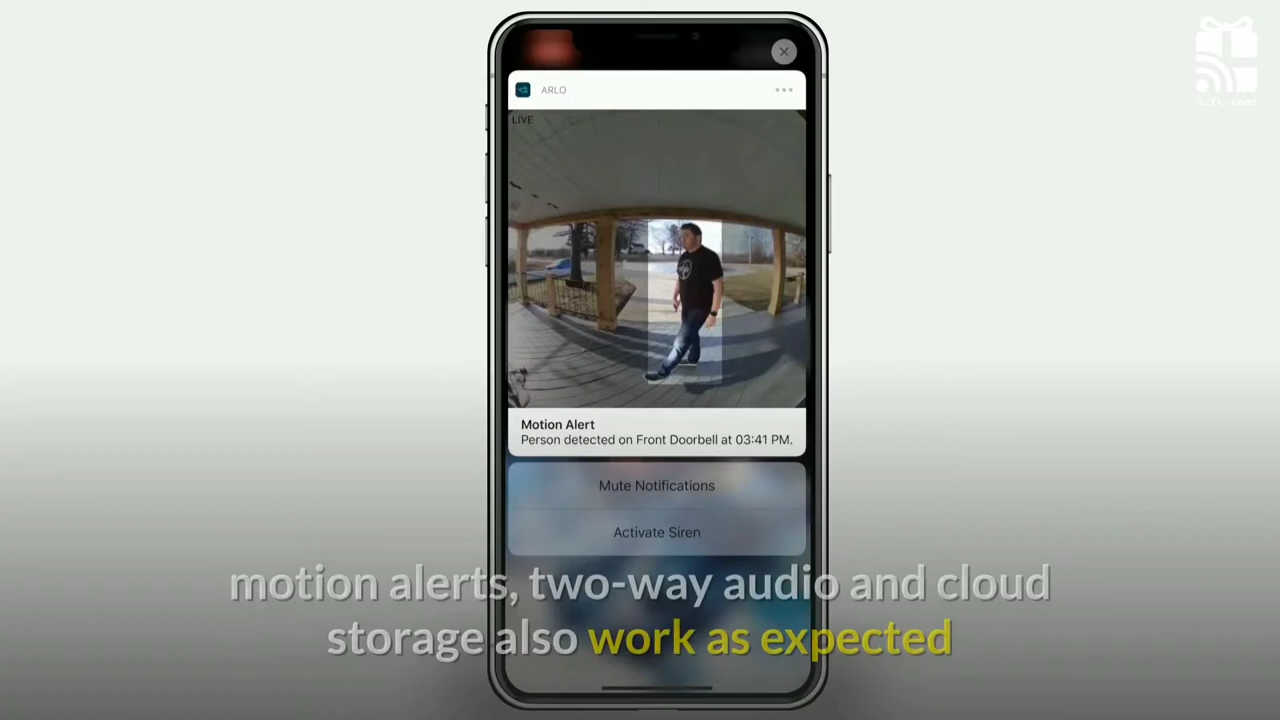 ARLO
LIVE
Motion Alert
Person detected on Front Doorbell at 03:41 PM.
Mute Notifications
Activate Siren
motion alerts, two-way audio and cloud
storage also work as expected